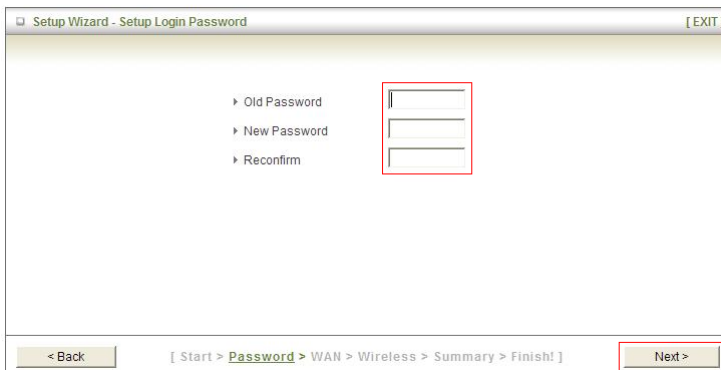 Setup Wizard - Setup Login Password [ EXIT
Old Password
New Password
Reconfirm
< Back [ Start > Password > WAN > Wireless > Summary > Finish! ] Next >